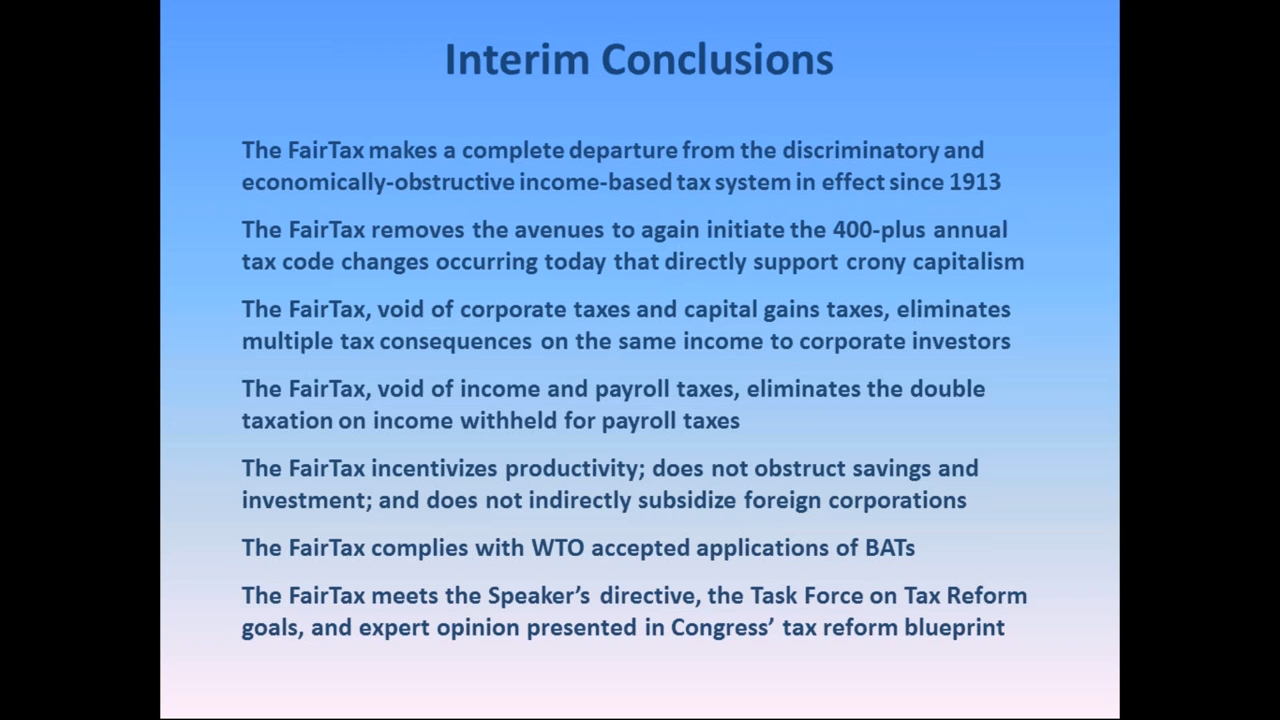 Interim Conclusions
The FairTax makes a complete departure from the discriminatory and
economically-obstructive income-based tax system in effect since 1913
The FairTax removes the avenues to again initiate the 400-plus annual
tax code changes occurring today that directly support crony capitalism
The FairTax, void of corporate taxes and capital gains taxes, eliminates
multiple tax consequences on the same income to corporate investors
The FairTax, void of income and payroll taxes, eliminates the double
taxation on income withheld for payroll taxes
The FairTax incentivizes productivity; does not obstruct savings and
investment; and does not indirectly subsidize foreign corporations
The FairTax complies with WTO accepted applications of BATs
The FairTax meets the Speaker’s directive, the Task Force on Tax Reform
goals, and expert opinion presented in Congress’ tax reform blueprint